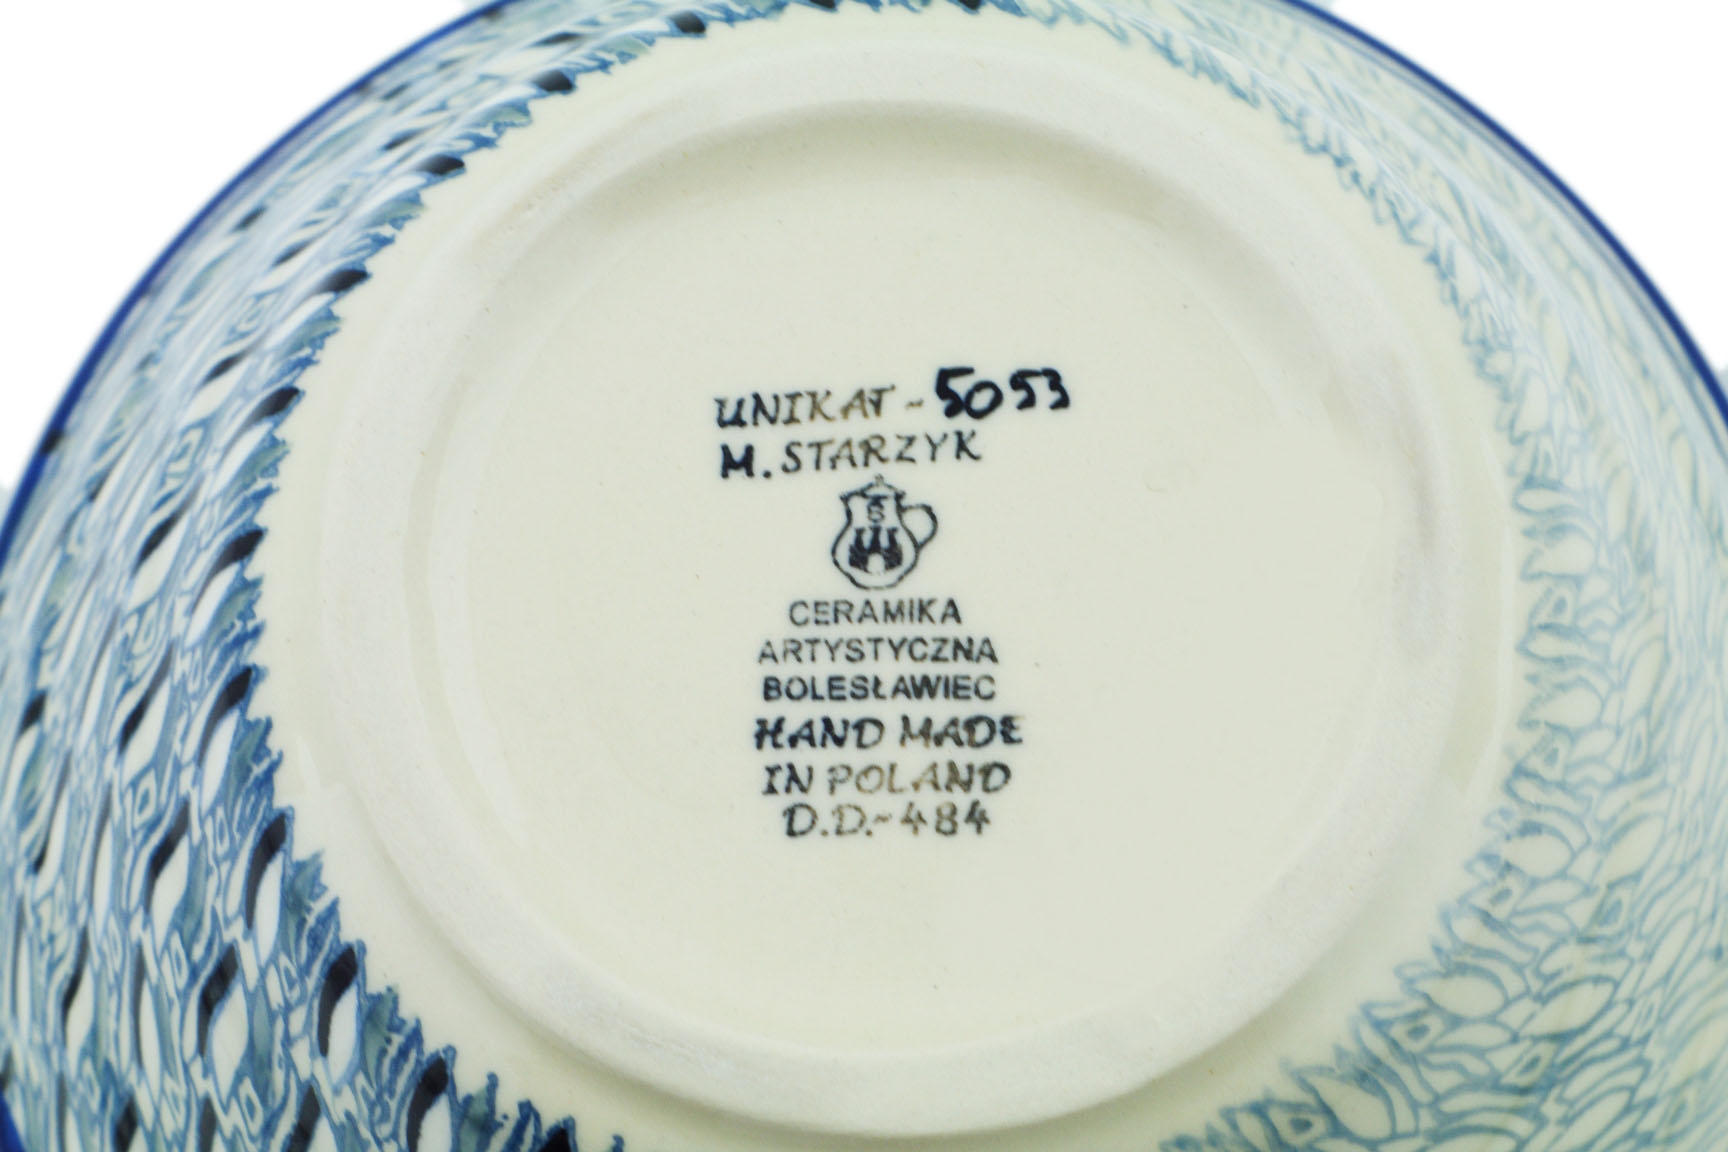 UNIKAT - 5053
M. STARZYK
CERAMIKA
ARTYSTYCZNA
BOLESŁAWIEC
HAND MADE
IN POLAND
D.D.-484